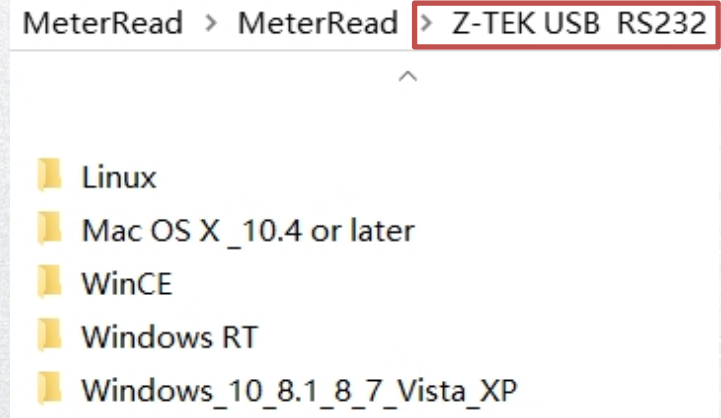 MeterRead > MeterRead > Z-TEK USB RS232
Linux
Mac OS X _10.4 or later
WinCE
Windows RT
Windows_10_8.1_8_7_Vista_XP